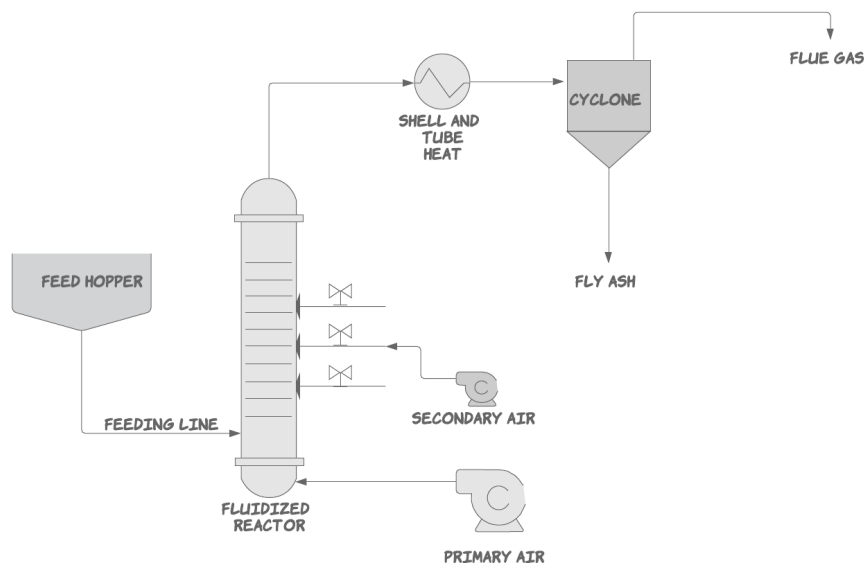 FLUE GAS
CYCLONE
SHELL AND
TUBE
HEAT
FEED HOPPER
FLY ASH
FEEDING LINE
C
SECONDARY AIR
C
FLUIDIZED
REACTOR
PRIMARY AIR